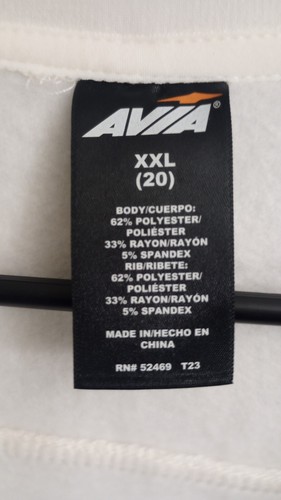 AVIA®
XXL
(20)
BODY/CUERPO:
62% POLYESTER/
POLIÉSTER
33% RAYON/RAYÓN
5% SPANDEX
RIB/RIBETE:
62% POLYESTER/
POLIÉSTER
33% RAYON/RAYÓN
5% SPANDEX
MADE IN/HECHO EN
CHINA
RN# 52469 T23